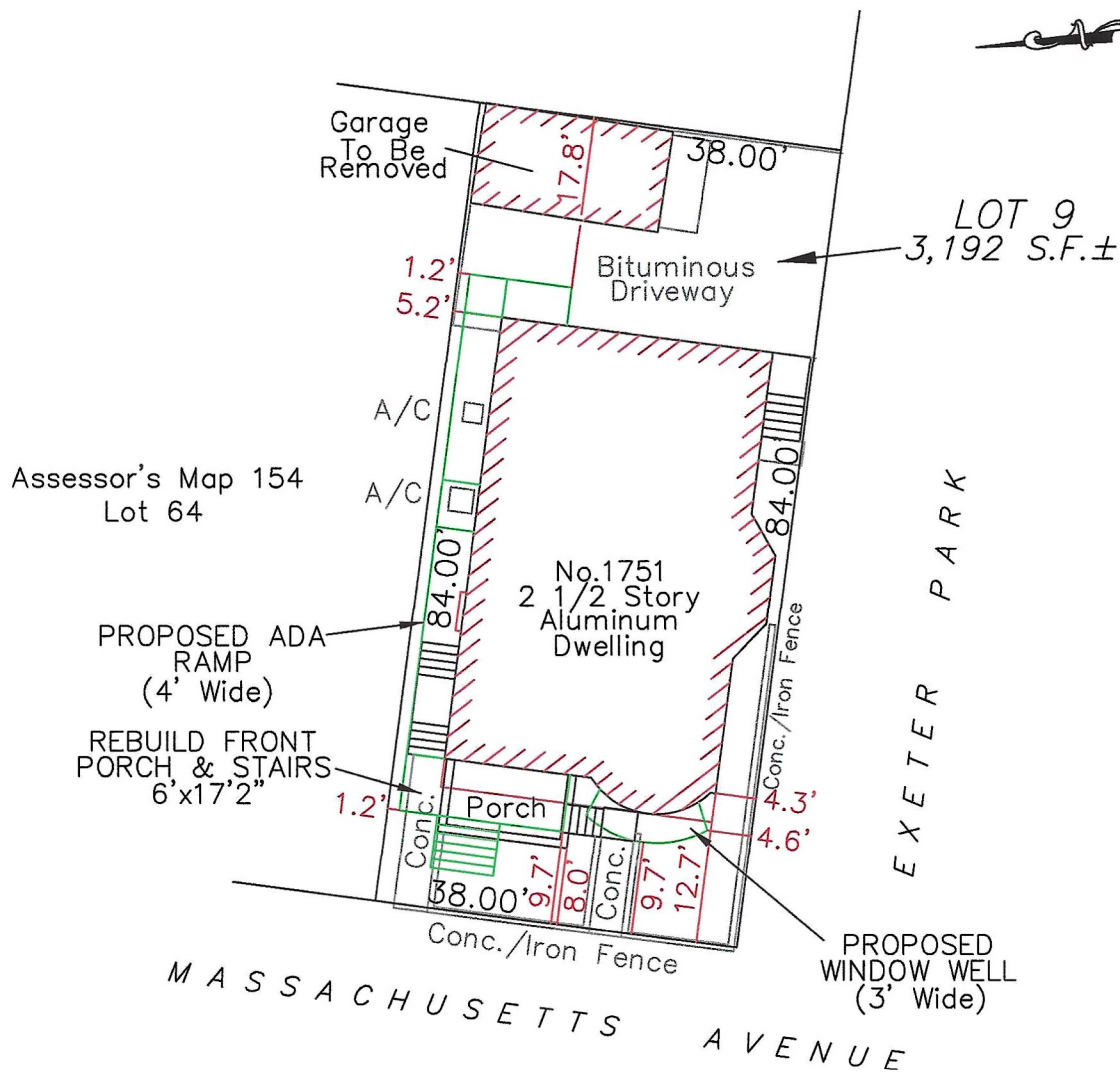 Garage
To Be
Removed
17.8'
38.00'
LOT 9
3,192 S.F.±
Bituminous
Driveway
1.2'
5.2'
A/C
A/C
Assessor's Map 154
Lot 64
84.00'
84.00'
No.1751
2 1/2 Story
Aluminum
Dwelling
PROPOSED ADA
RAMP
(4' Wide)
REBUILD FRONT
PORCH & STAIRS
6'x17'2"
1.2'
Conc.
Porch
Conc./Iron Fence
EXETER PARK
4.3'
4.6'
9.7'
8.0'
Conc.
9.7'
12.7'
38.00'
Conc./Iron Fence
PROPOSED
WINDOW WELL
(3' Wide)
MASSACHUSETTS AVENUE